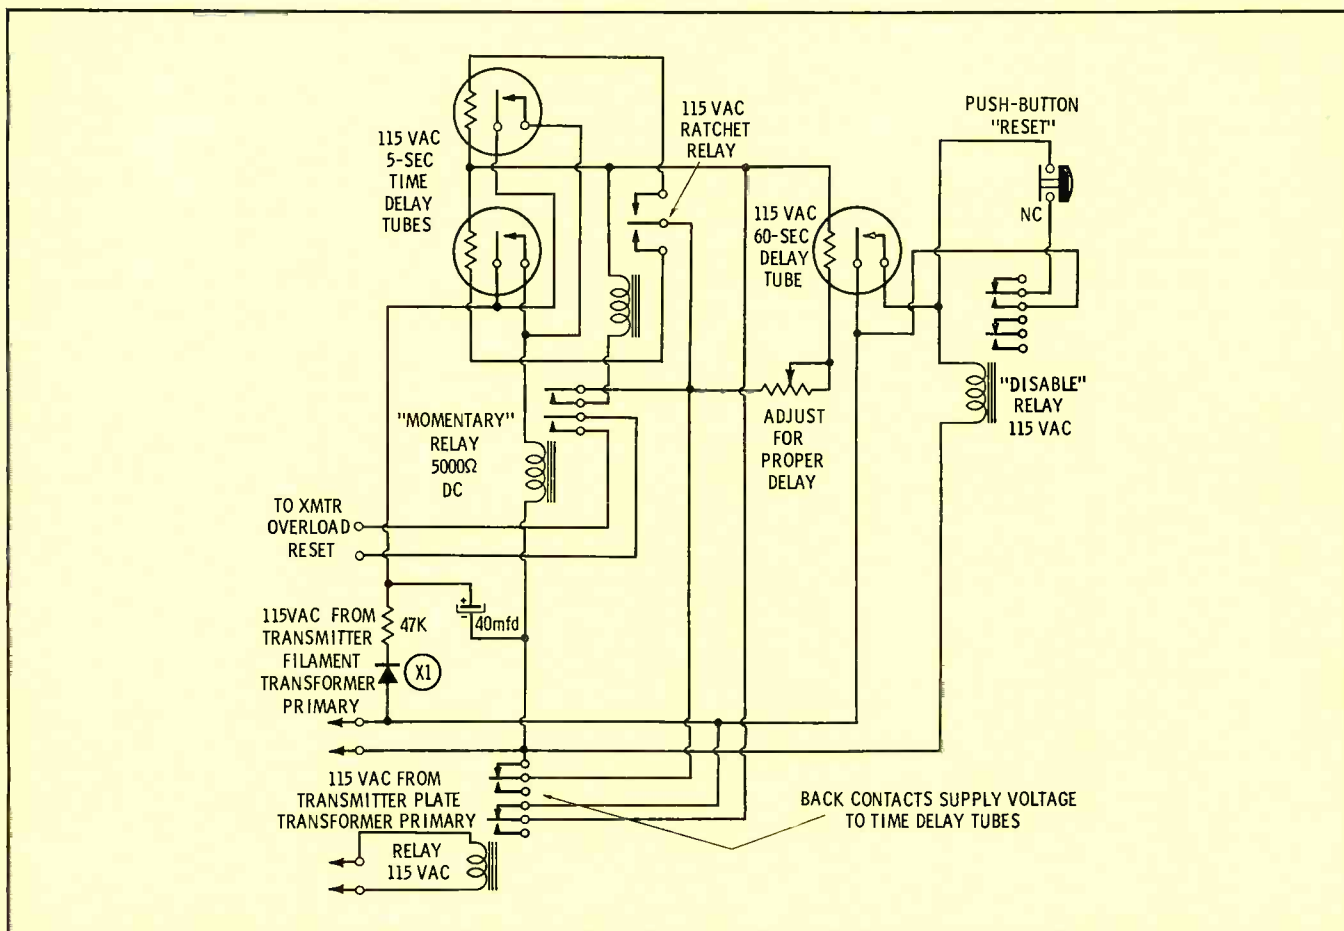 115 VAC
5-SEC
TIME
DELAY
TUBES
115 VAC
RATCHET
RELAY
115 VAC
60-SEC
DELAY
TUBE
PUSH-BUTTON
"RESET"
NC
"DISABLE"
RELAY
115 VAC
"MOMENTARY"
RELAY
5000Ω
DC
ADJUST
FOR
PROPER
DELAY
TO XMTR
OVERLOAD
RESET
115VAC FROM
TRANSMITTER
FILAMENT
TRANSFORMER
PRIMARY
47K
X1
+
-
40mfd
115 VAC FROM
TRANSMITTER PLATE
TRANSFORMER PRIMARY
RELAY
115 VAC
BACK CONTACTS SUPPLY VOLTAGE
TO TIME DELAY TUBES